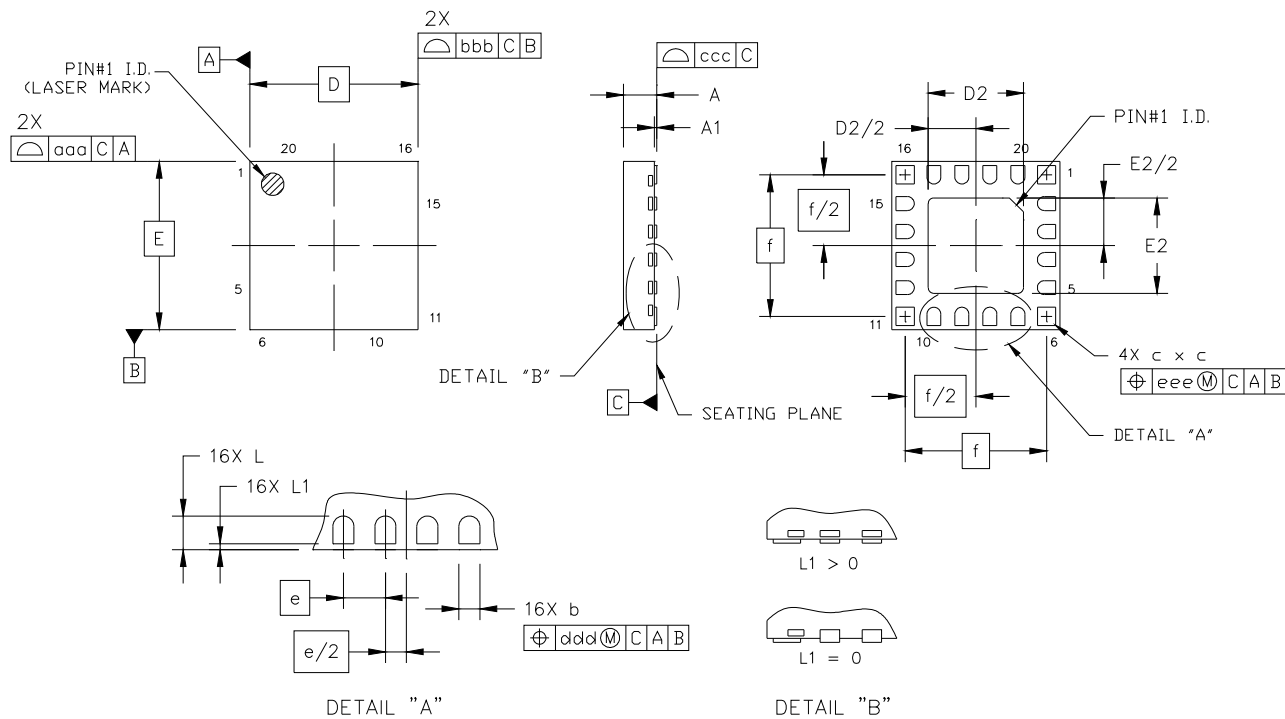 2X
⌓ bbb C B
A
PIN#1 I.D.
(LASER MARK)
D
2X
⌓ aaa C A
20
16
1
15
E
5
11
6
10
B
⌓ ccc C
A
A1
DETAIL "B"
C
SEATING PLANE
D2
D2/2
PIN#1 I.D.
16
20
1
E2/2
15
f/2
f
E2
5
11
10
6
4X c x c
⌖ eee Ⓜ C A B
f/2
DETAIL "A"
f
16X L
16X L1
e
16X b
⌖ ddd Ⓜ C A B
e/2
DETAIL "A"
L1 > 0
L1 = 0
DETAIL "B"